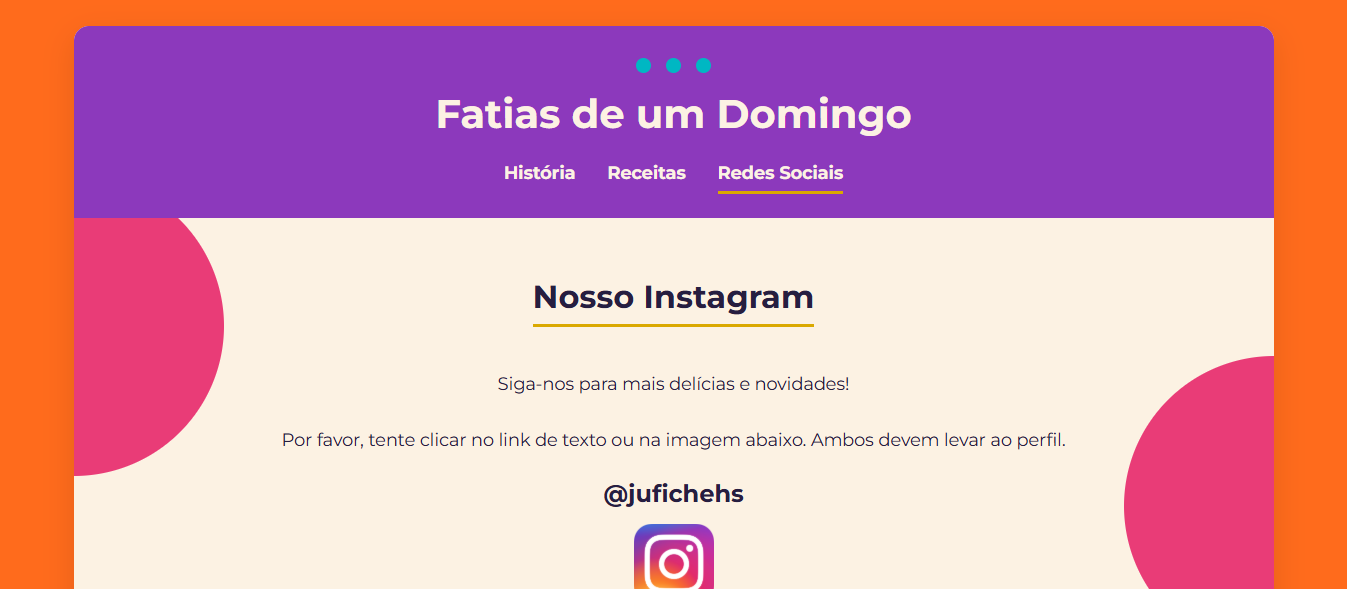 Fatias de um Domingo
História Receitas Redes Sociais
Nosso Instagram
Siga-nos para mais delícias e novidades!
Por favor, tente clicar no link de texto ou na imagem abaixo. Ambos devem levar ao perfil.
@jufichehs